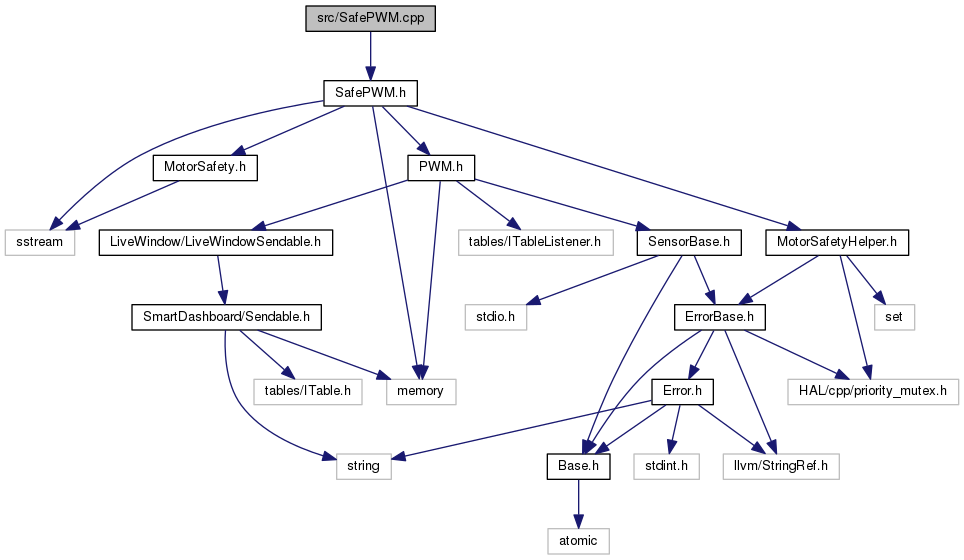 src/SafePWM.cpp
SafePWM.h
MotorSafety.h
PWM.h
sstream
LiveWindow/LiveWindowSendable.h
tables/ITableListener.h
SensorBase.h
MotorSafetyHelper.h
SmartDashboard/Sendable.h
stdio.h
ErrorBase.h
set
tables/ITable.h
memory
Error.h
HAL/cpp/priority_mutex.h
string
Base.h
stdint.h
llvm/StringRef.h
atomic